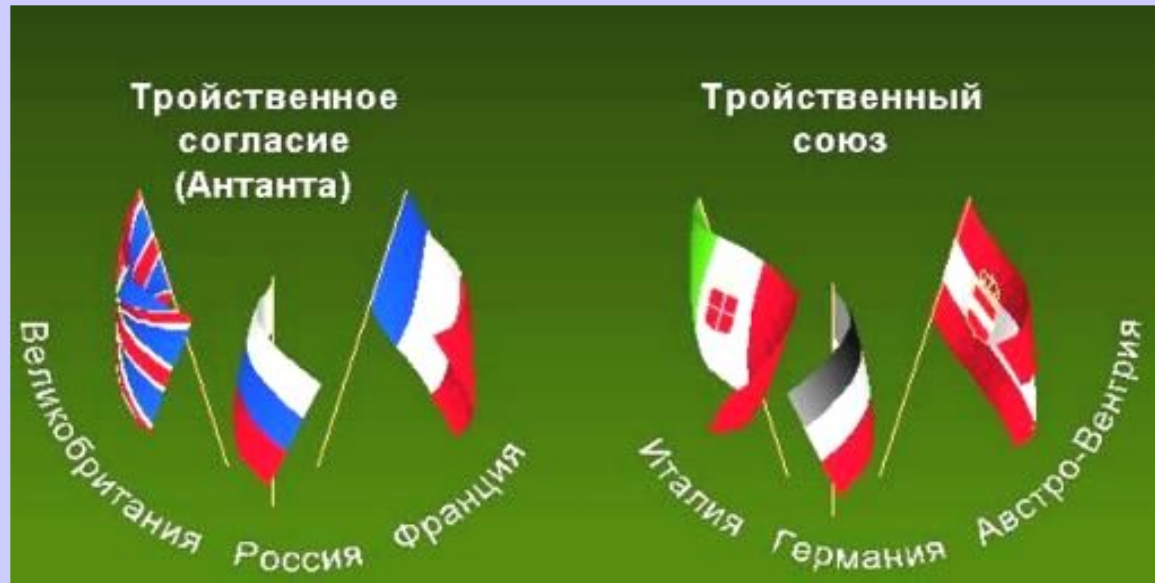 Тройственное
согласие
(Антанта)
Великобритания Россия Франция
Тройственный
союз
Италия Германия Австро-Венгрия